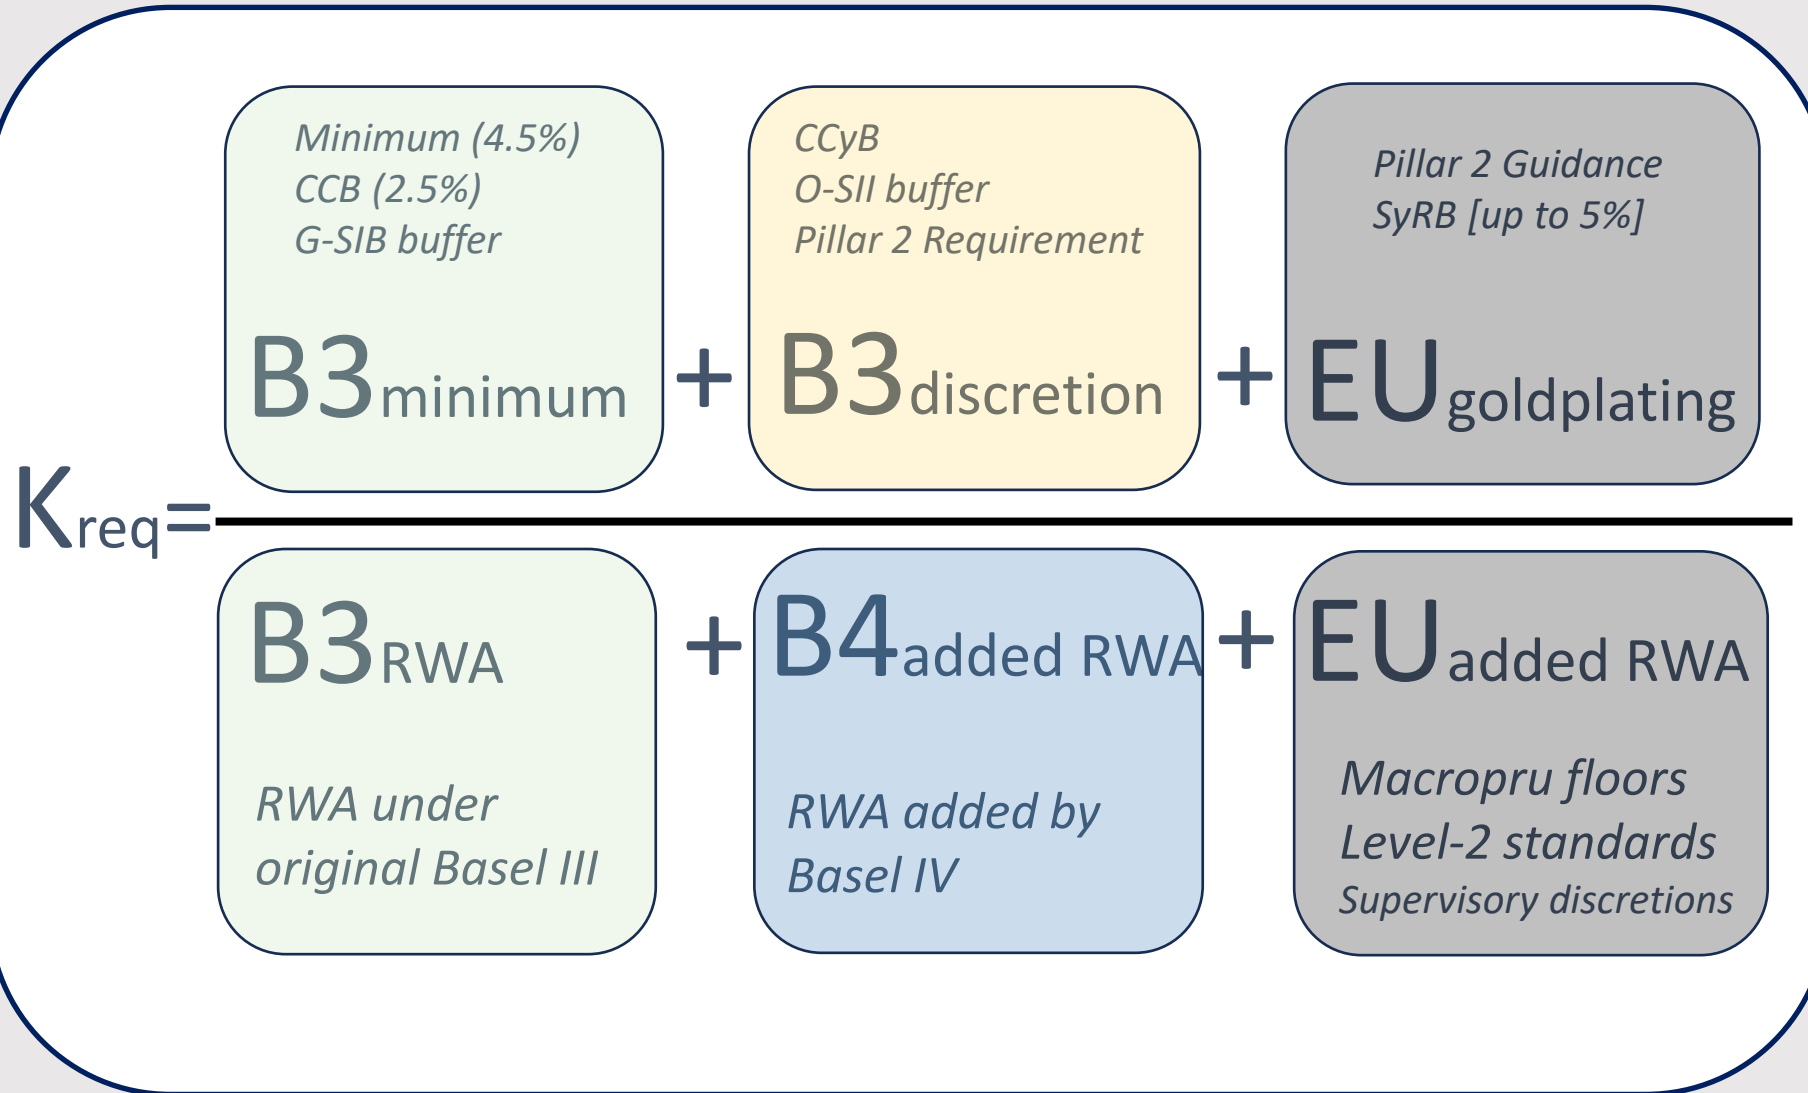 Minimum (4.5%)
CCB (2.5%)
G-SIB buffer
B3minimum
+
CCyB
O-SII buffer
Pillar 2 Requirement
B3discretion
+
Pillar 2 Guidance
SyRB [up to 5%]
EUgoldplating
Kreq=
B3RWA
RWA under
original Basel III
+
B4added RWA
RWA added by
Basel IV
+
EUadded RWA
Macropru floors
Level-2 standards
Supervisory discretions